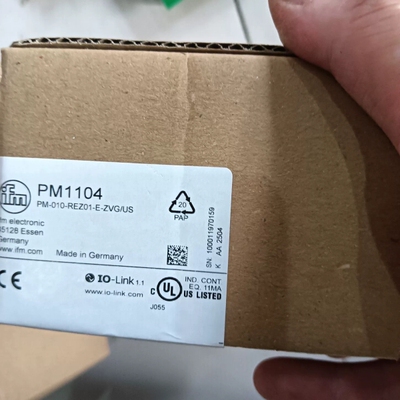 ifm
PM1104
PM-010-REZ01-E-ZVG/US
ifm electronic
45128 Essen
Germany
www.ifm.com
Made in Germany
20
PAP
SN: 100011970159
K AA 2504
CE
IO-Link 1.1
www.io-link.com
C UL US LISTED
IND. CONT.
EQ. 11MA
J055